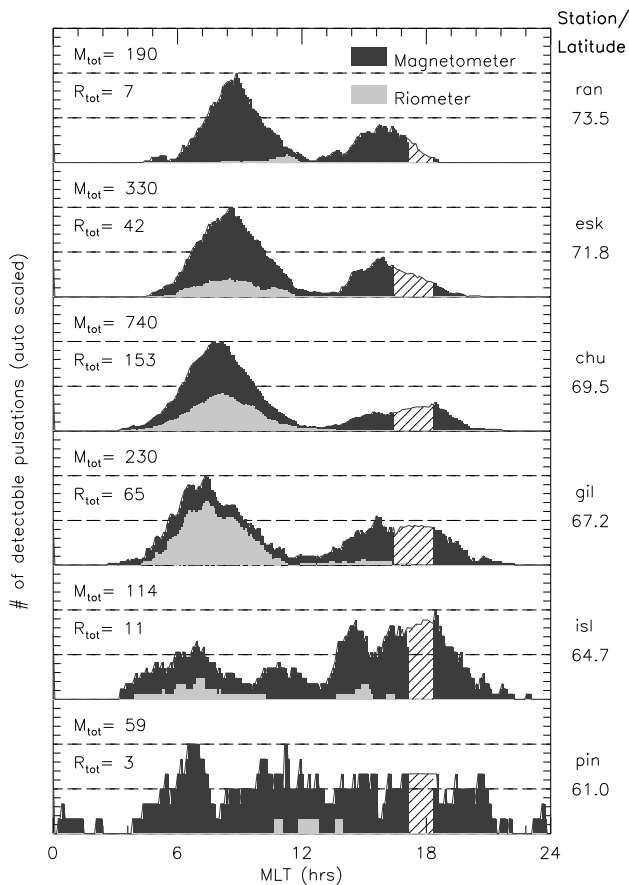 Station/
Latitude
M_tot= 190
R_tot= 7
Magnetometer
Riometer
ran
73.5
M_tot= 330
R_tot= 42
esk
71.8
M_tot= 740
R_tot= 153
chu
69.5
M_tot= 230
R_tot= 65
gil
67.2
M_tot= 114
R_tot= 11
isl
64.7
M_tot= 59
R_tot= 3
pin
61.0
# of detectable pulsations (auto scaled)
0 6 12 18 24
MLT (hrs)